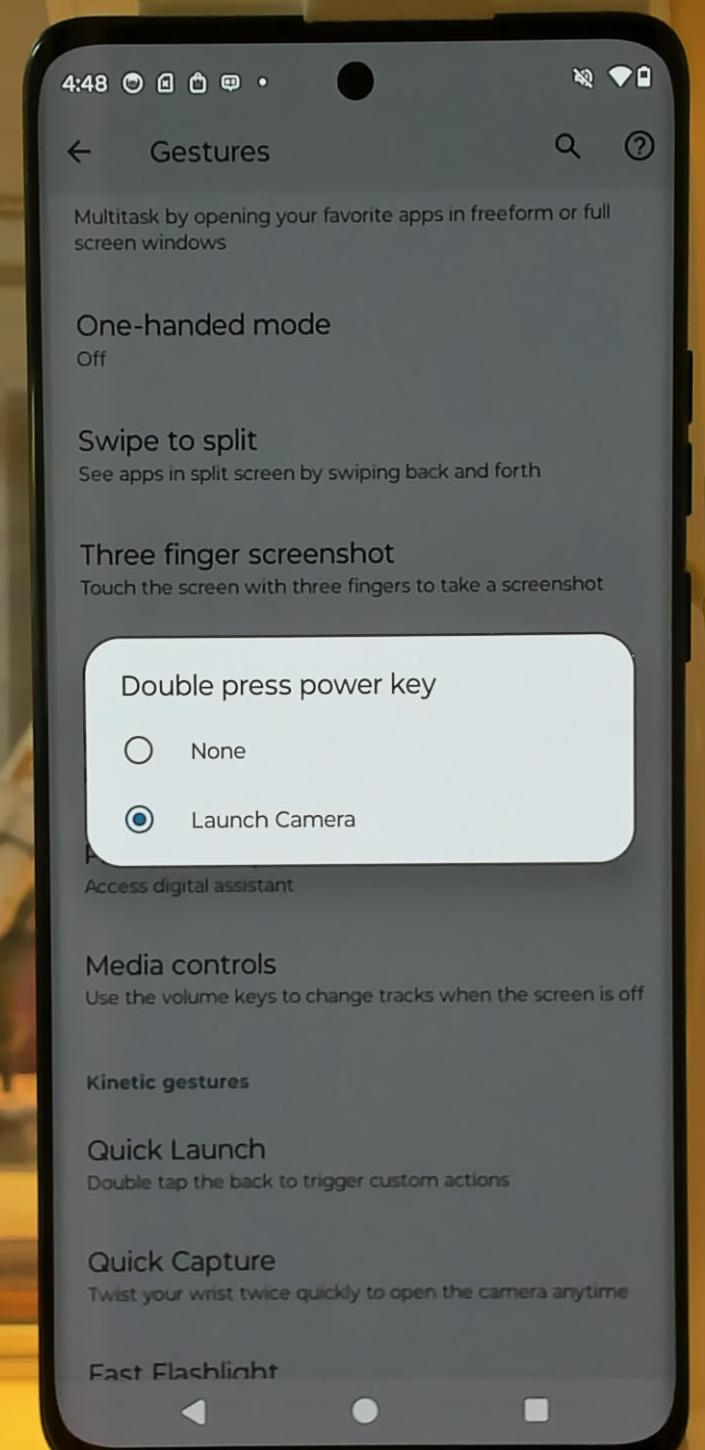 4:48
Gestures
Multitask by opening your favorite apps in freeform or full
screen windows
One-handed mode
Off
Swipe to split
See apps in split screen by swiping back and forth
Three finger screenshot
Touch the screen with three fingers to take a screenshot
Double press power key
None
Launch Camera
Access digital assistant
Media controls
Use the volume keys to change tracks when the screen is off
Kinetic gestures
Quick Launch
Double tap the back to trigger custom actions
Quick Capture
Twist your wrist twice quickly to open the camera anytime
Fast Flashlight